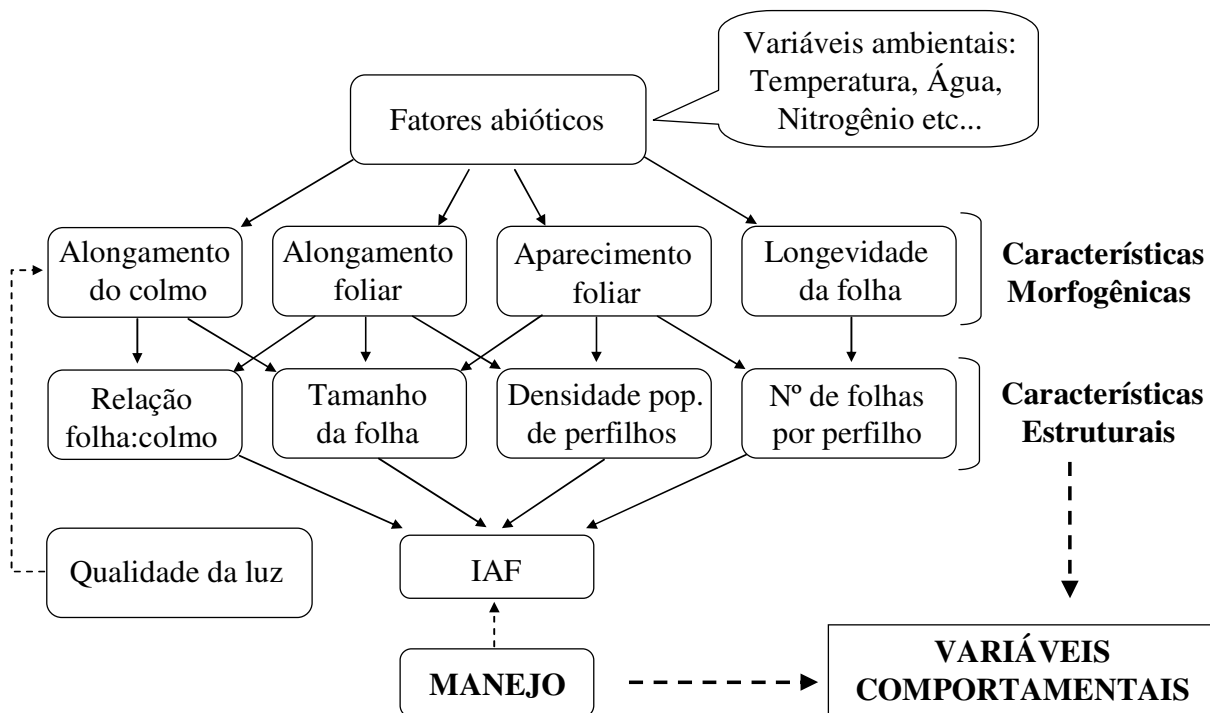 Variáveis ambientais:
Temperatura, Água,
Nitrogênio etc...
Fatores abióticos
Alongamento
do colmo
Alongamento
foliar
Aparecimento
foliar
Longevidade
da folha
Características
Morfogênicas
Relação
folha:colmo
Tamanho
da folha
Densidade pop.
de perfilhos
Nº de folhas
por perfilho
Características
Estruturais
Qualidade da luz
IAF
MANEJO
VARIÁVEIS
COMPORTAMENTAIS